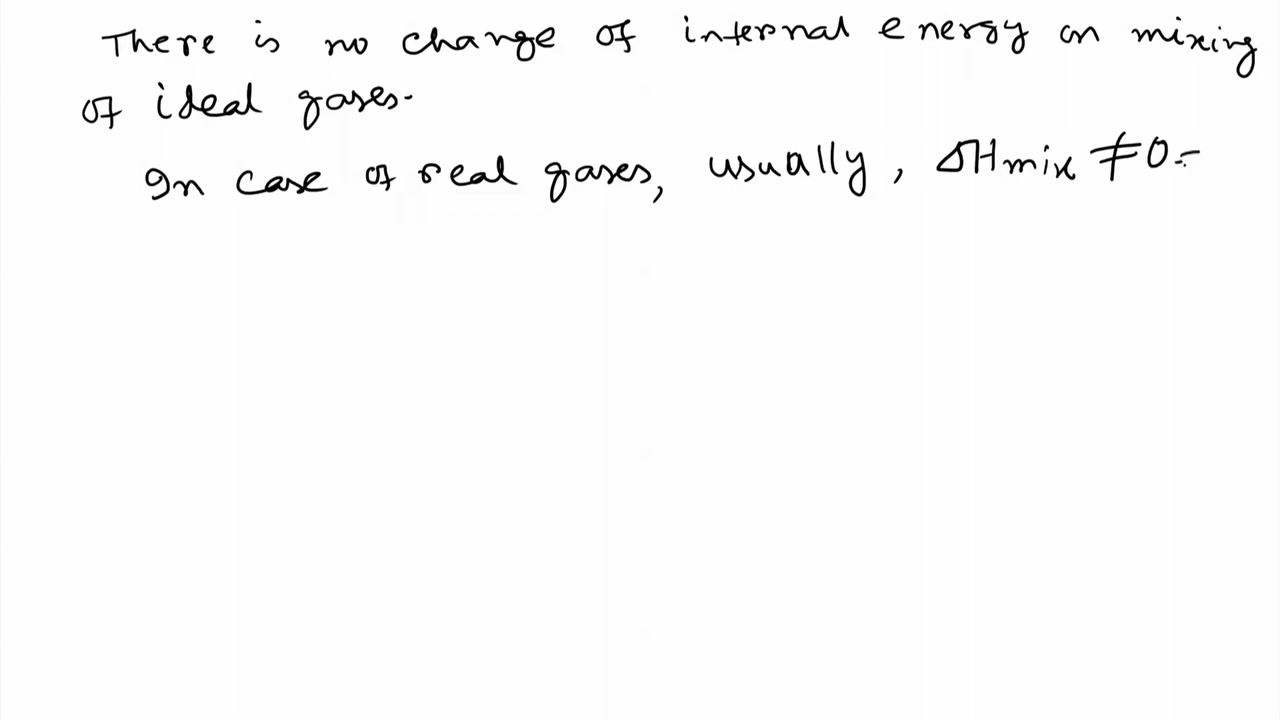 There is no change of internal energy on mixing
of ideal gases.
In case of real gases, usually, ΔHmix ≠ 0.